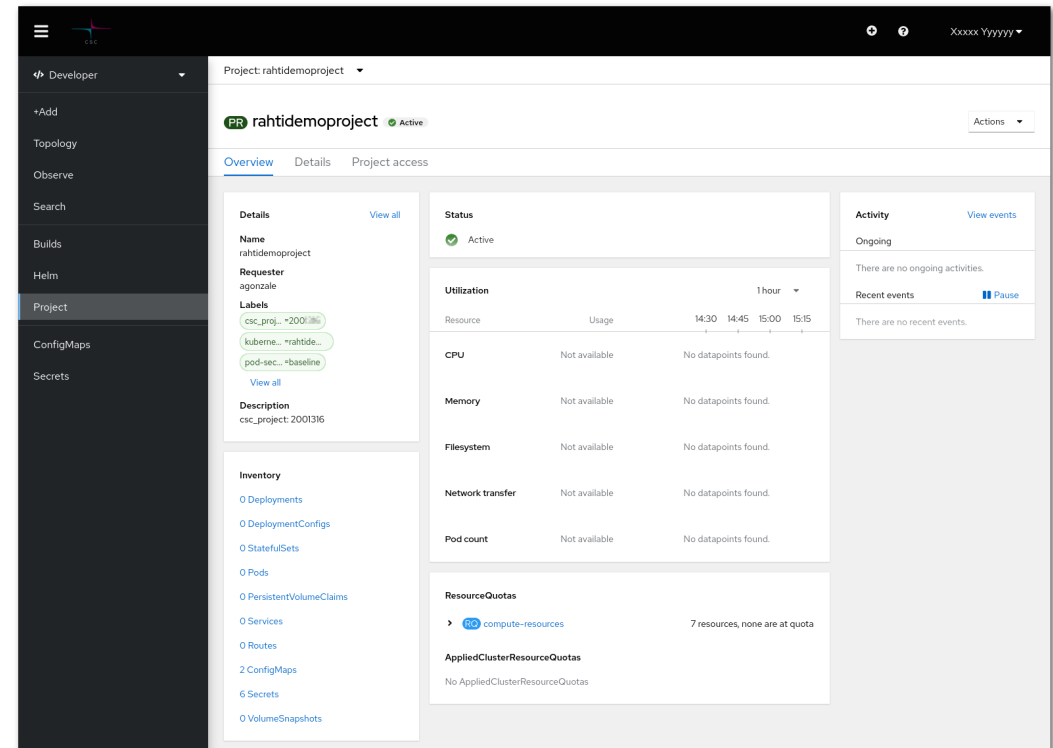 CSC
Xxxxx Yyyyyy
Developer
+Add
Topology
Observe
Search
Builds
Helm
Project
ConfigMaps
Secrets
Project: rahtidemoproject
PR rahtidemoproject Active
Actions
Overview Details Project access
Details View all
Name
rahtidemoproject
Requester
agonzale
Labels
csc_proj... =200
kuberne... =rahtide...
pod-sec... =baseline
View all
Description
csc_project: 2001316
Inventory
0 Deployments
0 DeploymentConfigs
0 StatefulSets
0 Pods
0 PersistentVolumeClaims
0 Services
0 Routes
2 ConfigMaps
6 Secrets
0 VolumeSnapshots
Status
Active
Utilization 1 hour
Resource Usage 14:30 14:45 15:00 15:15
CPU Not available No datapoints found.
Memory Not available No datapoints found.
Filesystem Not available No datapoints found.
Network transfer Not available No datapoints found.
Pod count Not available No datapoints found.
ResourceQuotas
RQ compute-resources 7 resources, none are at quota
AppliedClusterResourceQuotas
No AppliedClusterResourceQuotas
Activity View events
Ongoing
There are no ongoing activities.
Recent events Pause
There are no recent events.